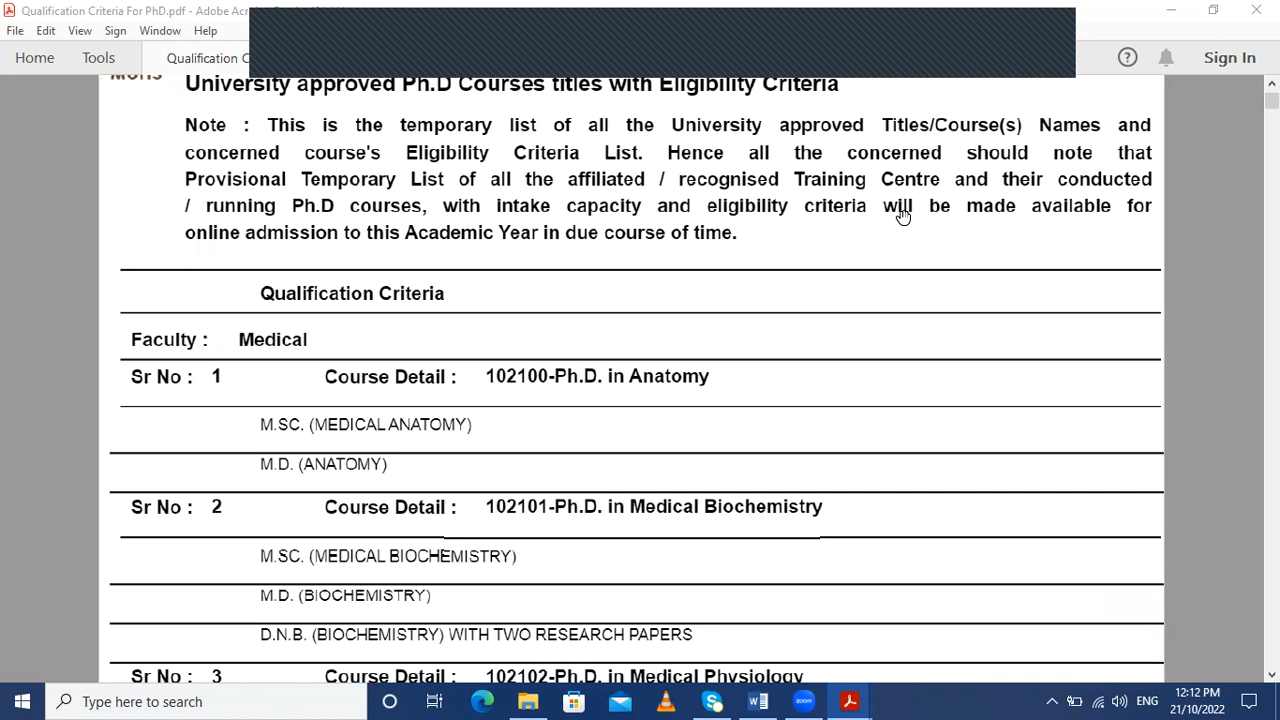 Qualification Criteria For PhD.pdf - Adobe Acro
File Edit View Sign Window Help
Home Tools Qualification C Sign In
University approved Ph.D Courses titles with Eligibility Criteria
Note : This is the temporary list of all the University approved Titles/Course(s) Names and
concerned course's Eligibility Criteria List. Hence all the concerned should note that
Provisional Temporary List of all the affiliated / recognised Training Centre and their conducted
/ running Ph.D courses, with intake capacity and eligibility criteria will be made available for
online admission to this Academic Year in due course of time.
Qualification Criteria
Faculty : Medical
Sr No : 1 Course Detail : 102100-Ph.D. in Anatomy
M.SC. (MEDICAL ANATOMY)
M.D. (ANATOMY)
Sr No : 2 Course Detail : 102101-Ph.D. in Medical Biochemistry
M.SC. (MEDICAL BIOCHEMISTRY)
M.D. (BIOCHEMISTRY)
D.N.B. (BIOCHEMISTRY) WITH TWO RESEARCH PAPERS
Sr No : 3 Course Detail : 102102-Ph.D. in Medical Physiology
Type here to search
zoom
ENG
12:12 PM
21/10/2022